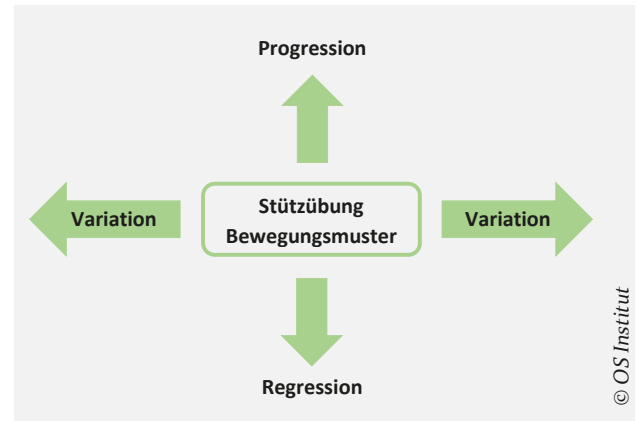 Progression
Variation
Stützübung
Bewegungsmuster
Variation
Regression
© OS Institut